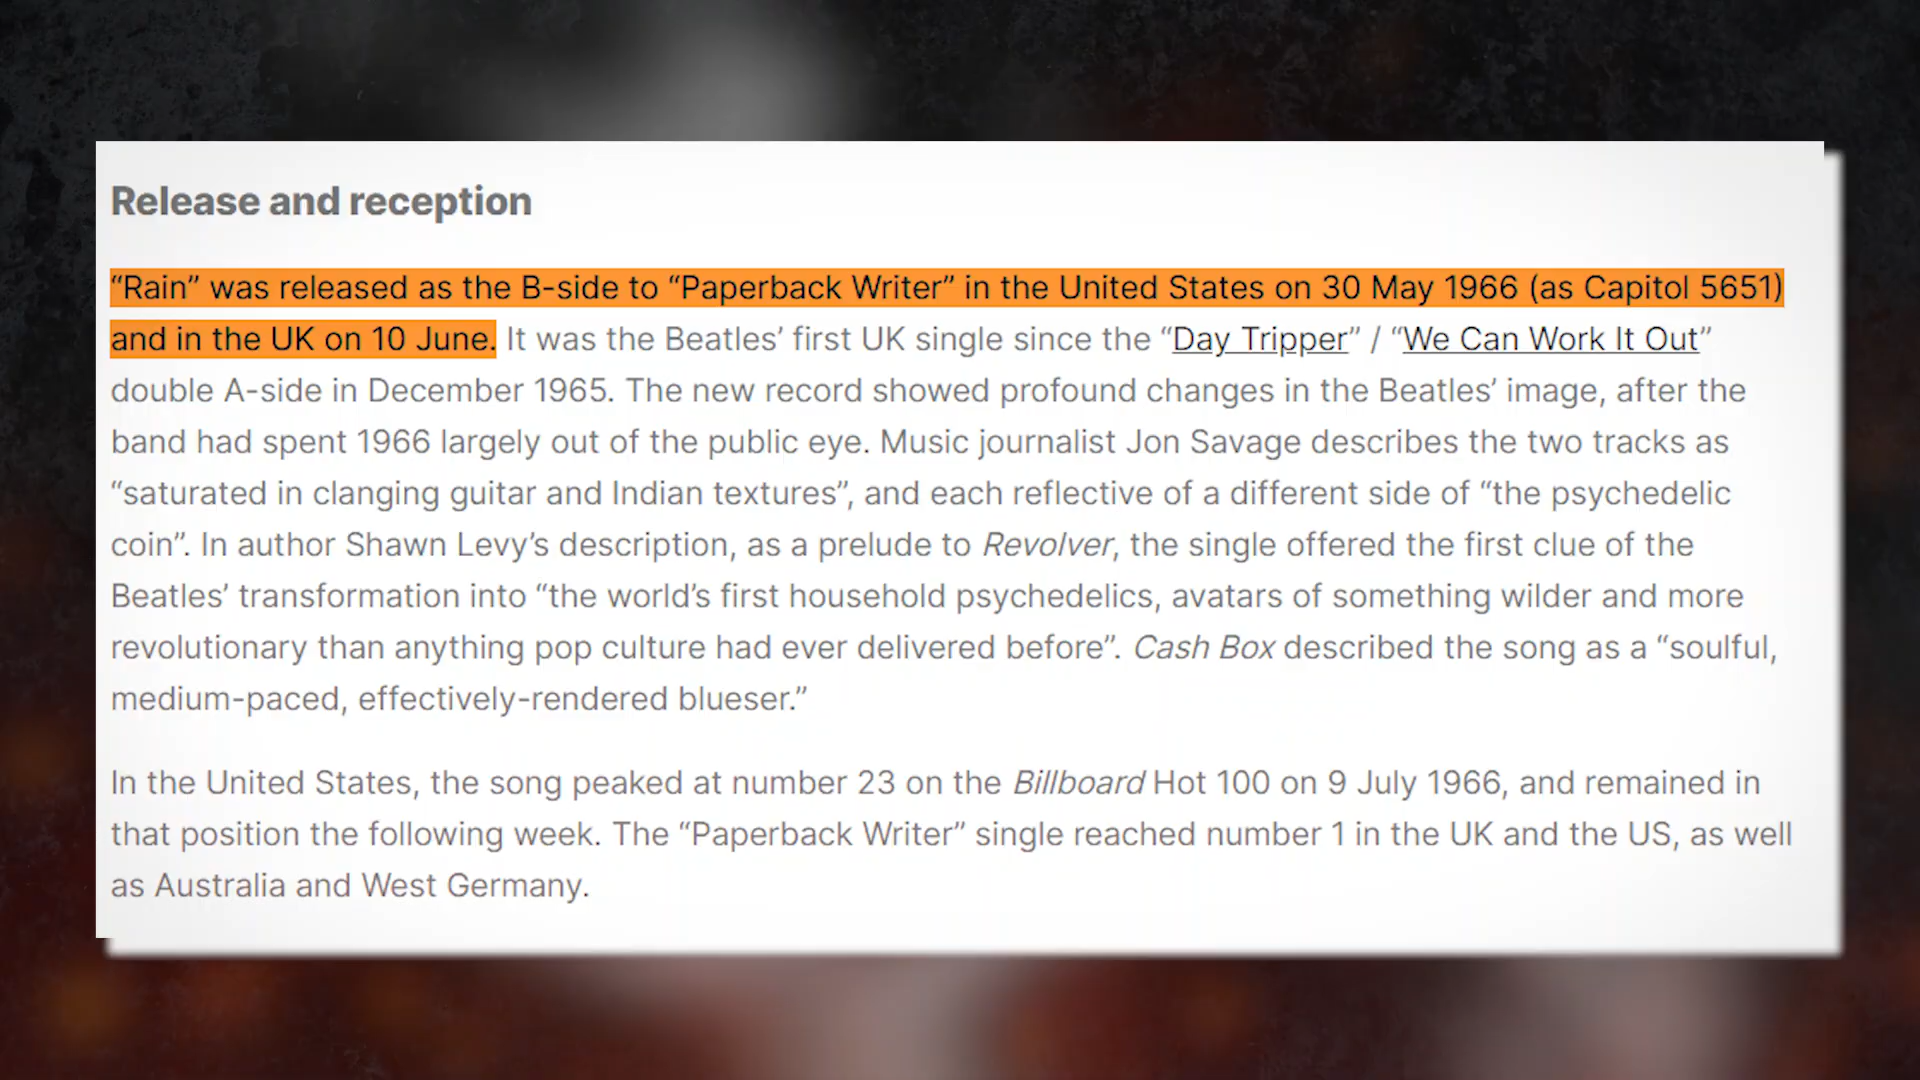 Release and reception
“Rain” was released as the B-side to “Paperback Writer” in the United States on 30 May 1966 (as Capitol 5651)
and in the UK on 10 June. It was the Beatles’ first UK single since the “Day Tripper” / “We Can Work It Out”
double A-side in December 1965. The new record showed profound changes in the Beatles’ image, after the
band had spent 1966 largely out of the public eye. Music journalist Jon Savage describes the two tracks as
“saturated in clanging guitar and Indian textures”, and each reflective of a different side of “the psychedelic
coin”. In author Shawn Levy’s description, as a prelude to Revolver, the single offered the first clue of the
Beatles’ transformation into “the world’s first household psychedelics, avatars of something wilder and more
revolutionary than anything pop culture had ever delivered before”. Cash Box described the song as a “soulful,
medium-paced, effectively-rendered blueser.”
In the United States, the song peaked at number 23 on the Billboard Hot 100 on 9 July 1966, and remained in
that position the following week. The “Paperback Writer” single reached number 1 in the UK and the US, as well
as Australia and West Germany.